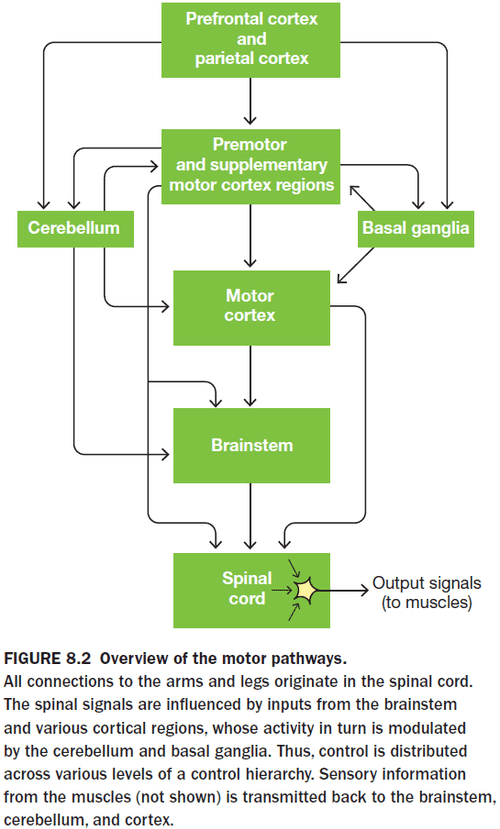 Prefrontal cortex
and
parietal cortex
Premotor
and supplementary
motor cortex regions
Cerebellum
Basal ganglia
Motor
cortex
Brainstem
Spinal
cord
Output signals
(to muscles)
FIGURE 8.2 Overview of the motor pathways.
All connections to the arms and legs originate in the spinal cord.
The spinal signals are influenced by inputs from the brainstem
and various cortical regions, whose activity in turn is modulated
by the cerebellum and basal ganglia. Thus, control is distributed
across various levels of a control hierarchy. Sensory information
from the muscles (not shown) is transmitted back to the brainstem,
cerebellum, and cortex.